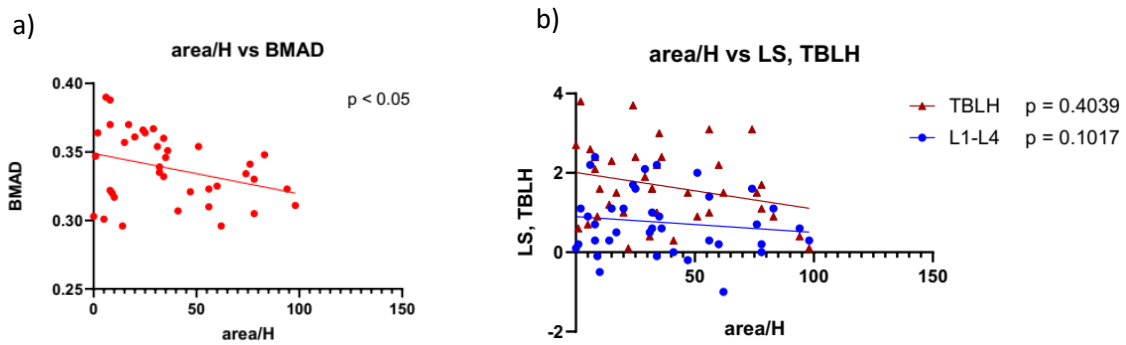 a)
area/H vs BMAD
p < 0.05
0.40
0.35
0.30
0.25
BMAD
0
50
100
150
area/H
b)
area/H vs LS, TBLH
TBLH p = 0.4039
L1-L4 p = 0.1017
4
2
0
-2
LS, TBLH
50
100
150
area/H